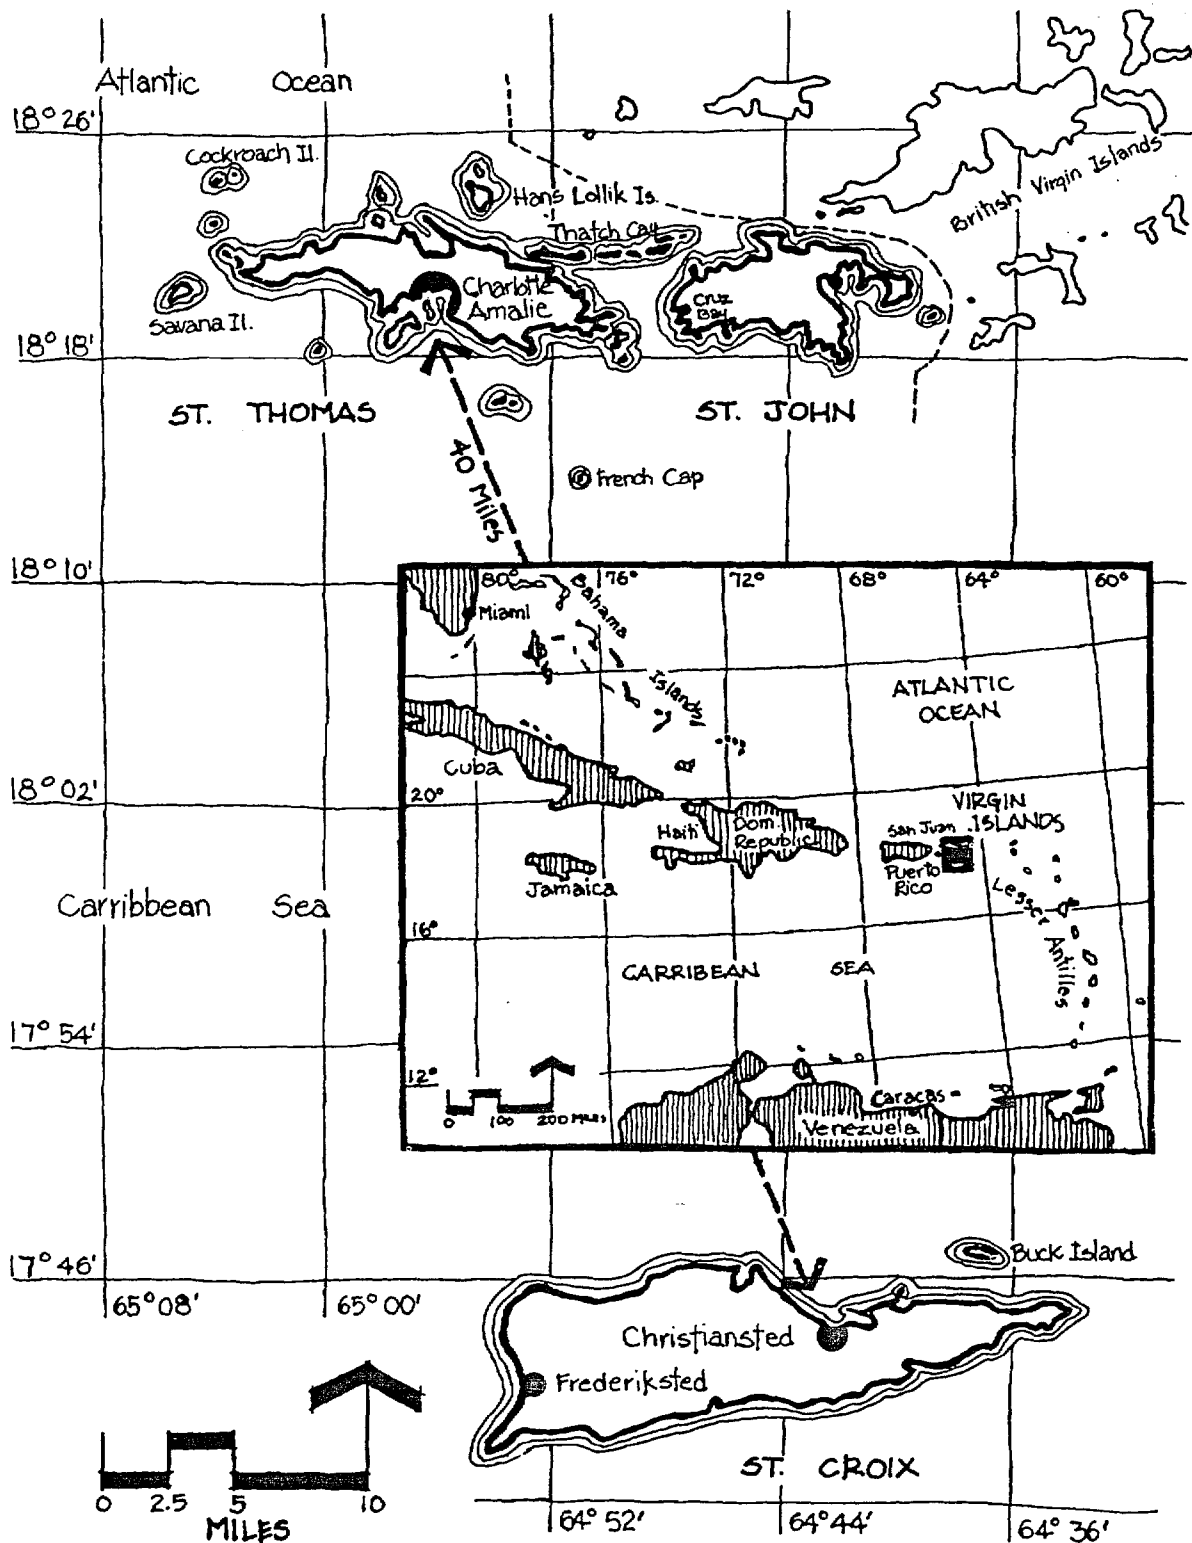 Atlantic Ocean
18° 26'
Cockroach Il.
Hans Lollik Is.
Thatch Cay
British Virgin Islands
Savana Il.
Charlotte
Amalie
Cruz
Bay
18° 18'
ST. THOMAS
ST. JOHN
40 Miles
French Cap
18° 10'
80°
76°
72°
68°
64°
60°
Miami
Bahama
Islands
ATLANTIC
OCEAN
Cuba
18° 02'
20°
VIRGIN
ISLANDS
San Juan
Haiti
Dom.
Republic
Puerto
Rico
Jamaica
Lesser Antilles
Carribbean Sea
16°
CARRIBEAN SEA
17° 54'
12°
Caracas
Venezuela
0 100 200 MILES
17° 46'
Buck Island
65° 08'
65° 00'
Christiansted
Frederiksted
ST. CROIX
0 2.5 5 10
MILES
64° 52'
64° 44'
64° 36'